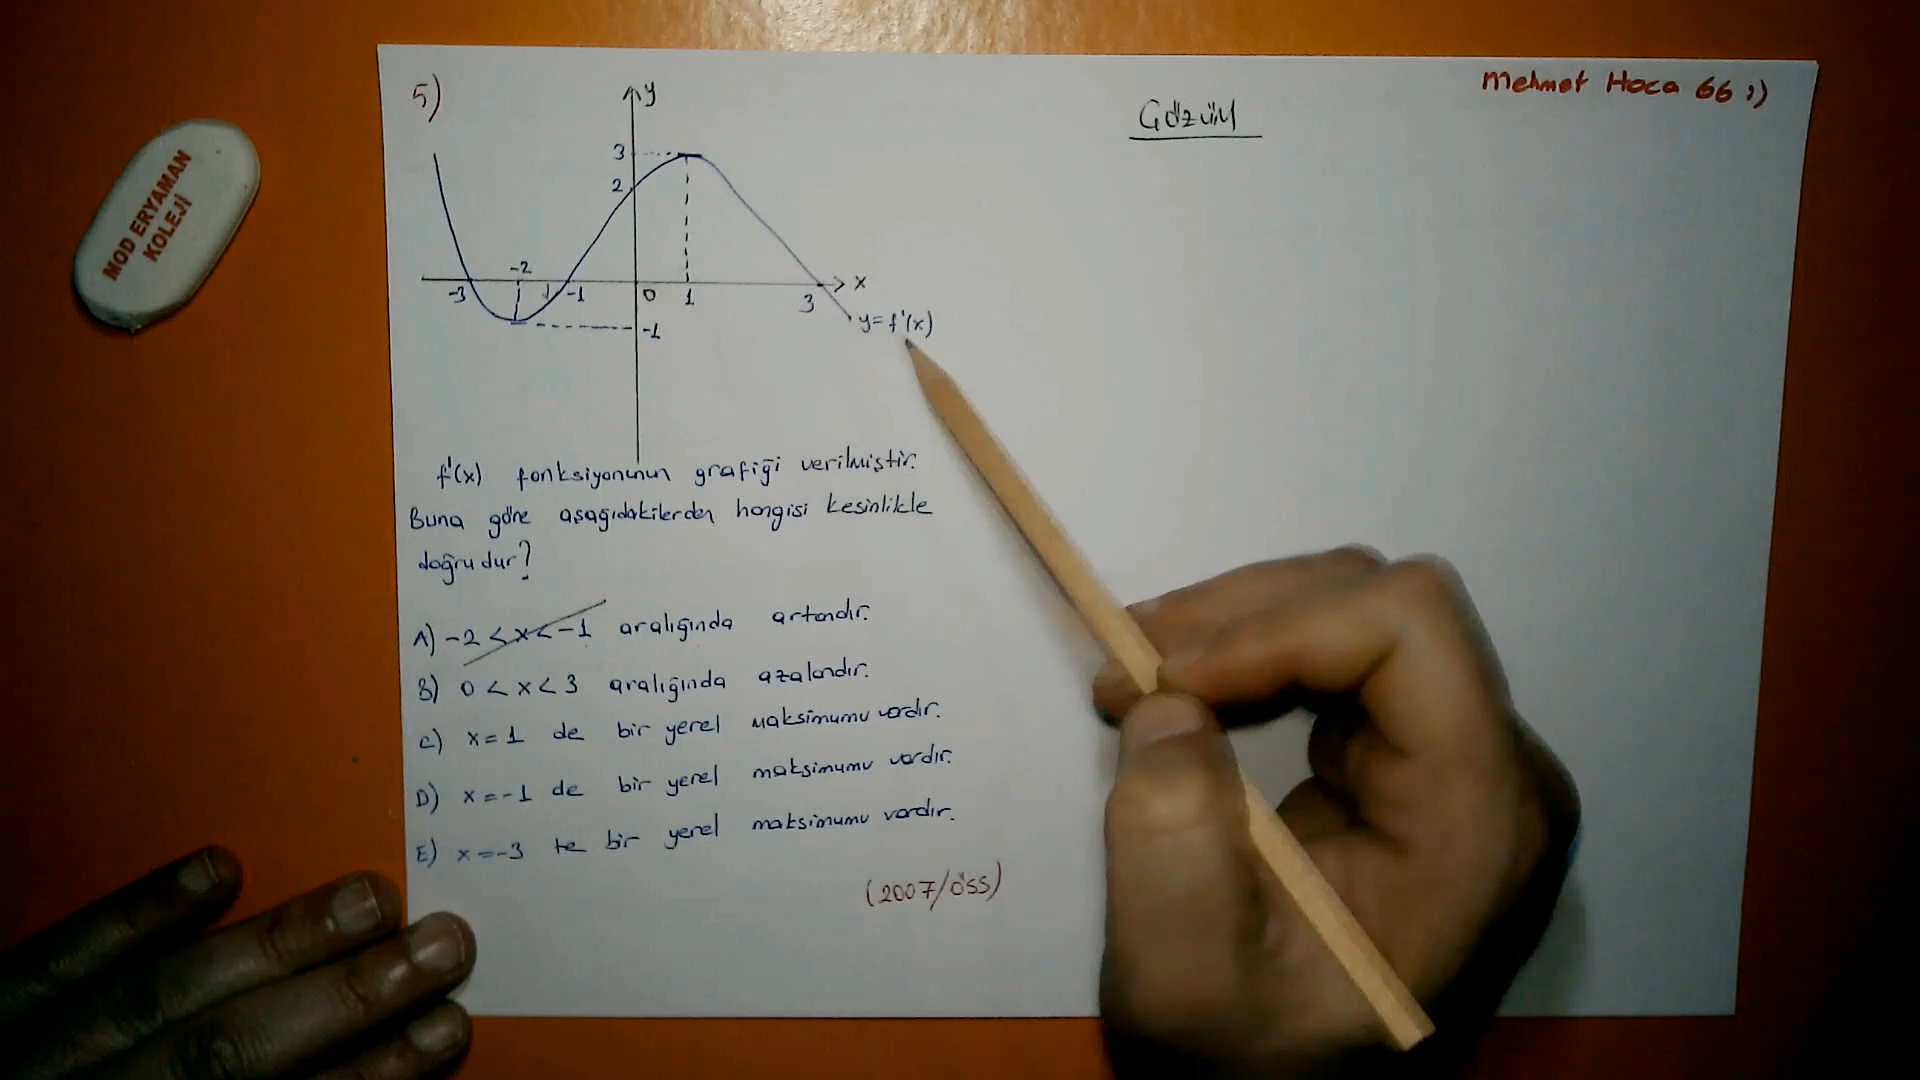 Mehmet Hoca 66 :)
5)
Çözüm
y
3
2
-2
-3
-1
0
1
3
x
-1
y=f'(x)
f'(x) fonksiyonunun grafiği verilmiştir.
Buna göre aşağıdakilerden hangisi kesinlikle
doğrudur?
A) -2 < x < -1 aralığında artandır.
B) 0 < x < 3 aralığında azalandır.
C) x = 1 de bir yerel maksimumu vardır.
D) x = -1 de bir yerel maksimumu vardır.
E) x = -3 te bir yerel maksimumu vardır.
(2007/ÖSS)
MOD ERYAMAN
KOLEJİ